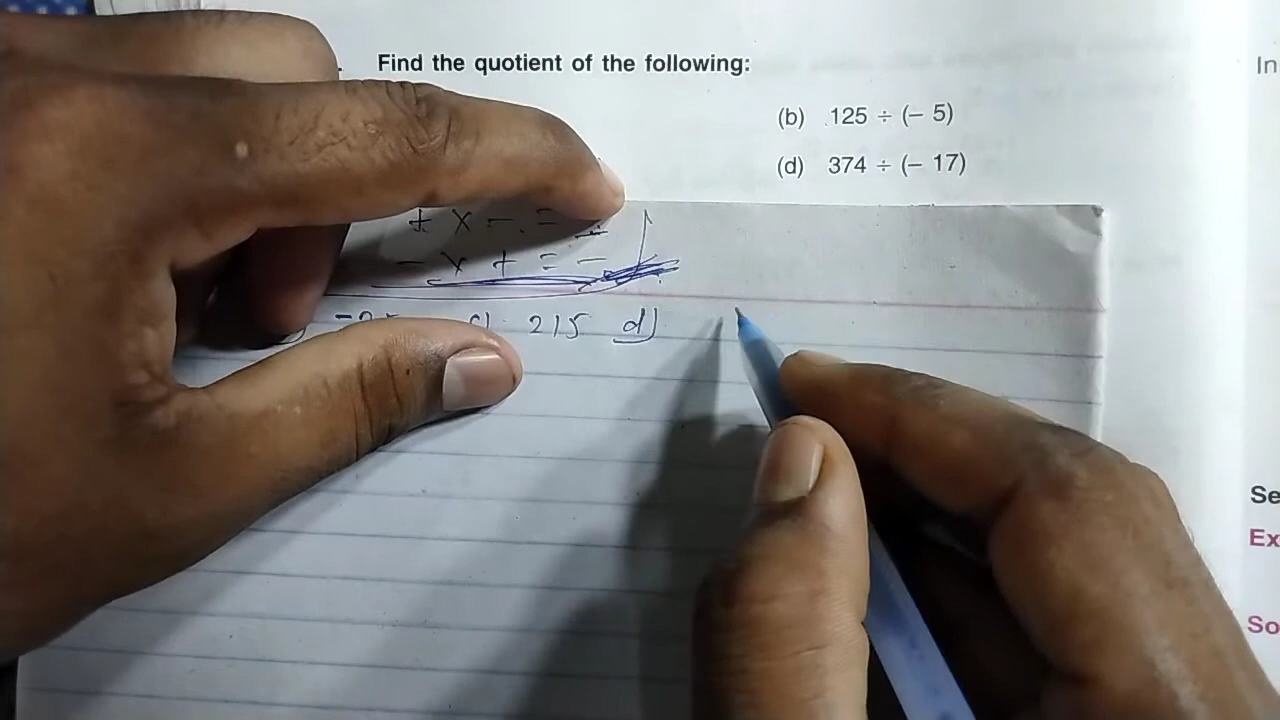 Find the quotient of the following:
(b) 125 ÷ (– 5)
(d) 374 ÷ (– 17)
+ x - =
- x + = -
215 d)
In
Se
Ex
So